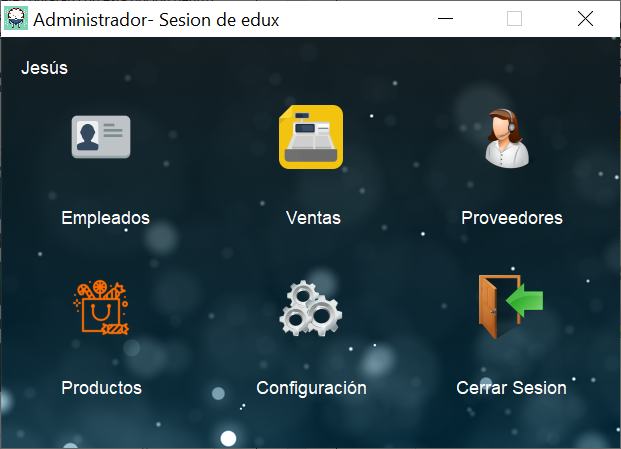 Administrador- Sesion de edux
Jesús
Empleados
Ventas
Proveedores
Productos
Configuración
Cerrar Sesion